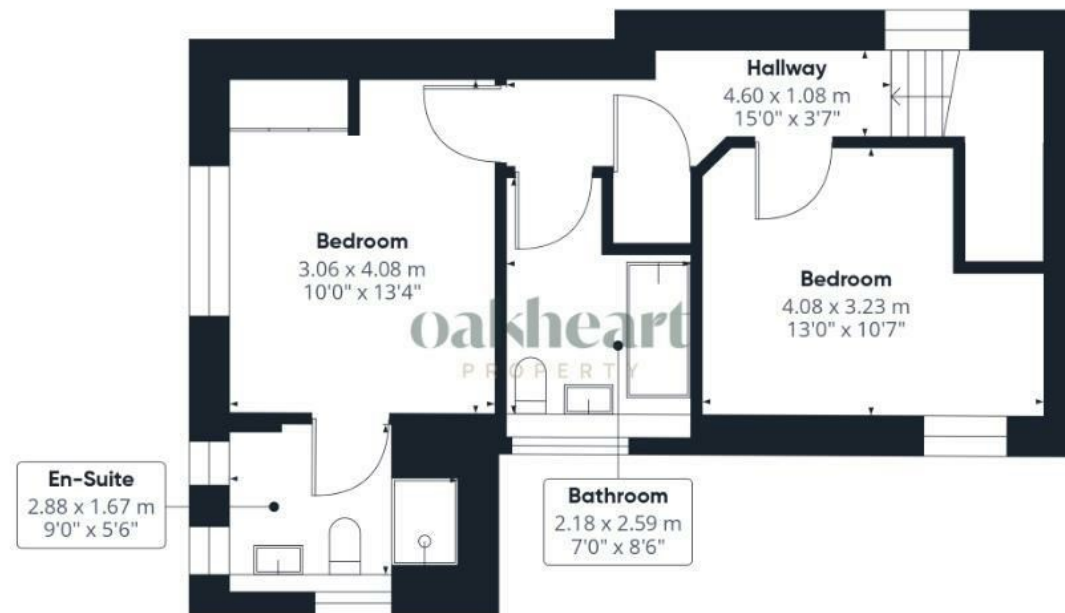 Hallway
4.60 x 1.08 m
15'0" x 3'7"
Bedroom
3.06 x 4.08 m
10'0" x 13'4"
Bedroom
4.08 x 3.23 m
13'0" x 10'7"
oakheart
PROPERTY
En-Suite
2.88 x 1.67 m
9'0" x 5'6"
Bathroom
2.18 x 2.59 m
7'0" x 8'6"